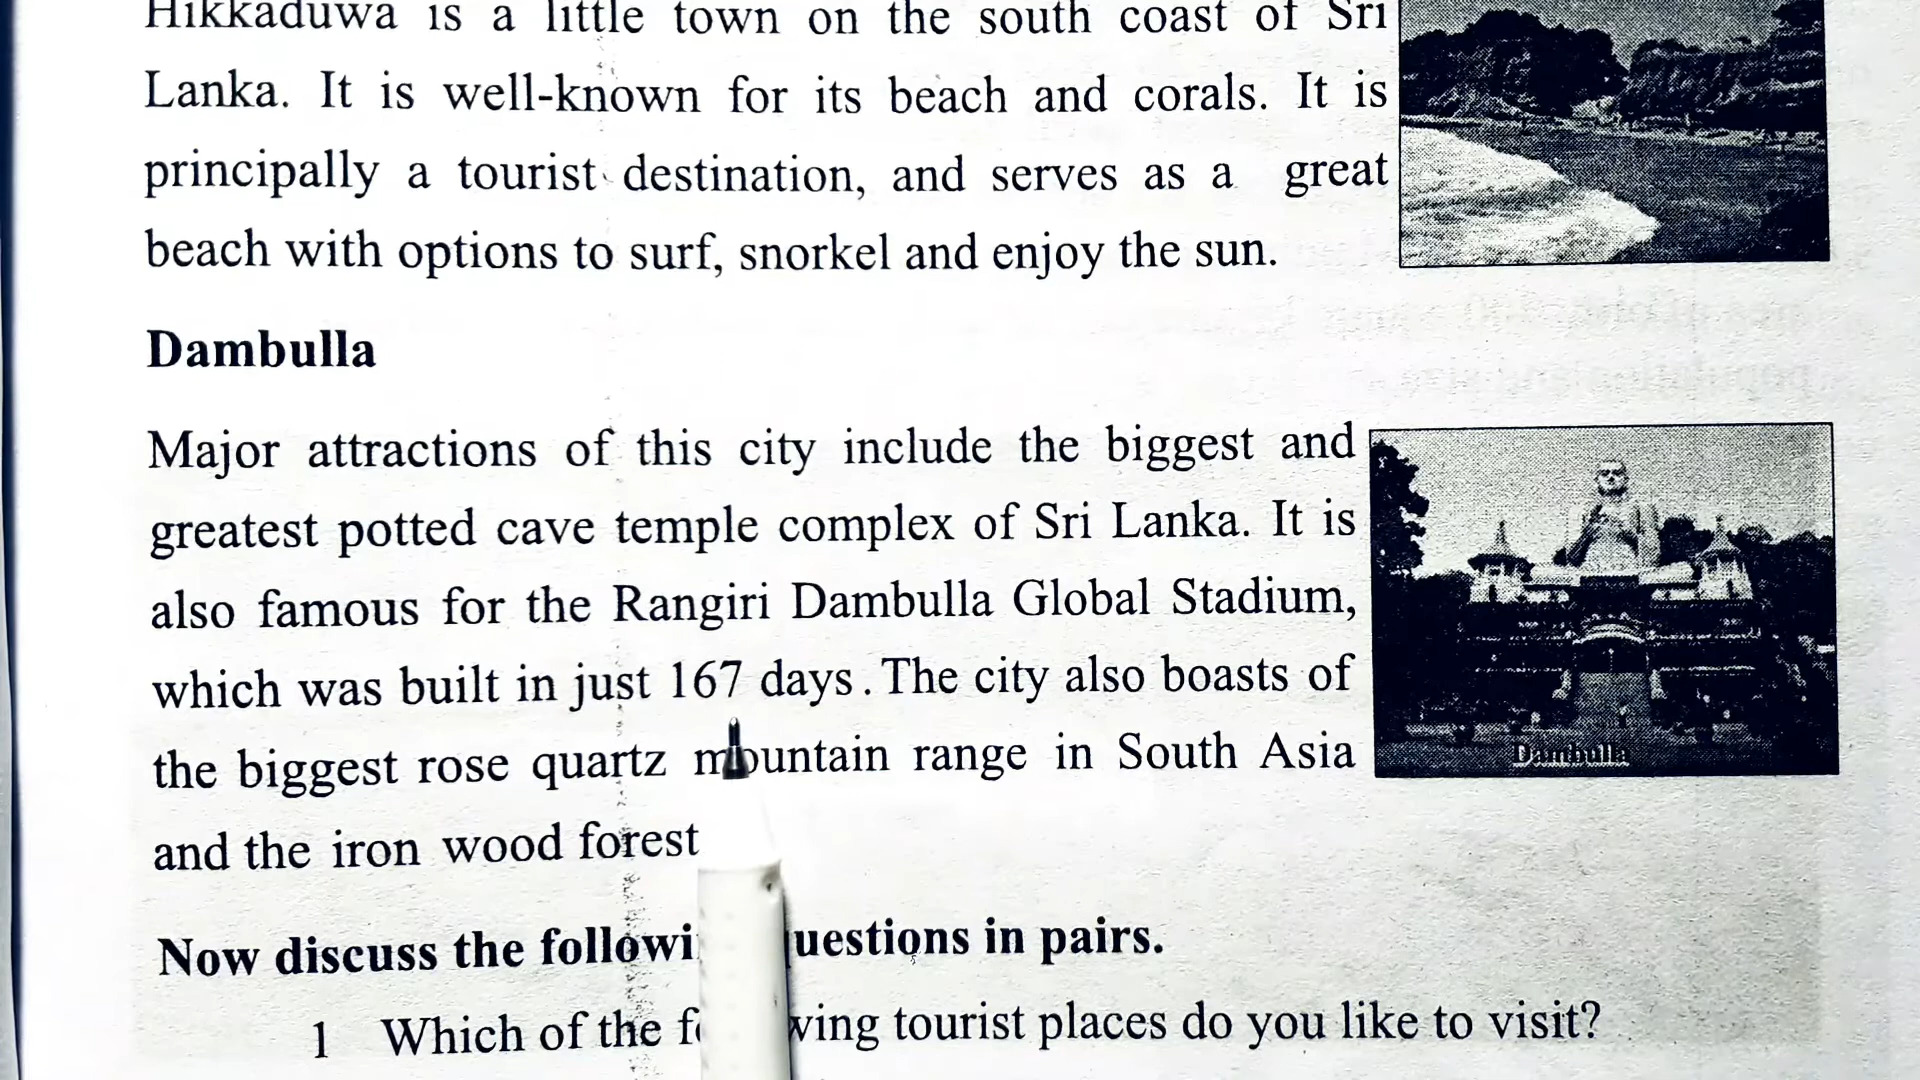 Hikkaduwa is a little town on the south coast of Sri
Lanka. It is well-known for its beach and corals. It is
principally a tourist destination, and serves as a great
beach with options to surf, snorkel and enjoy the sun.
Dambulla
Major attractions of this city include the biggest and
greatest potted cave temple complex of Sri Lanka. It is
also famous for the Rangiri Dambulla Global Stadium,
which was built in just 167 days. The city also boasts of
the biggest rose quartz mountain range in South Asia
and the iron wood forest
Dambulla
Now discuss the following questions in pairs.
1 Which of the following tourist places do you like to visit?